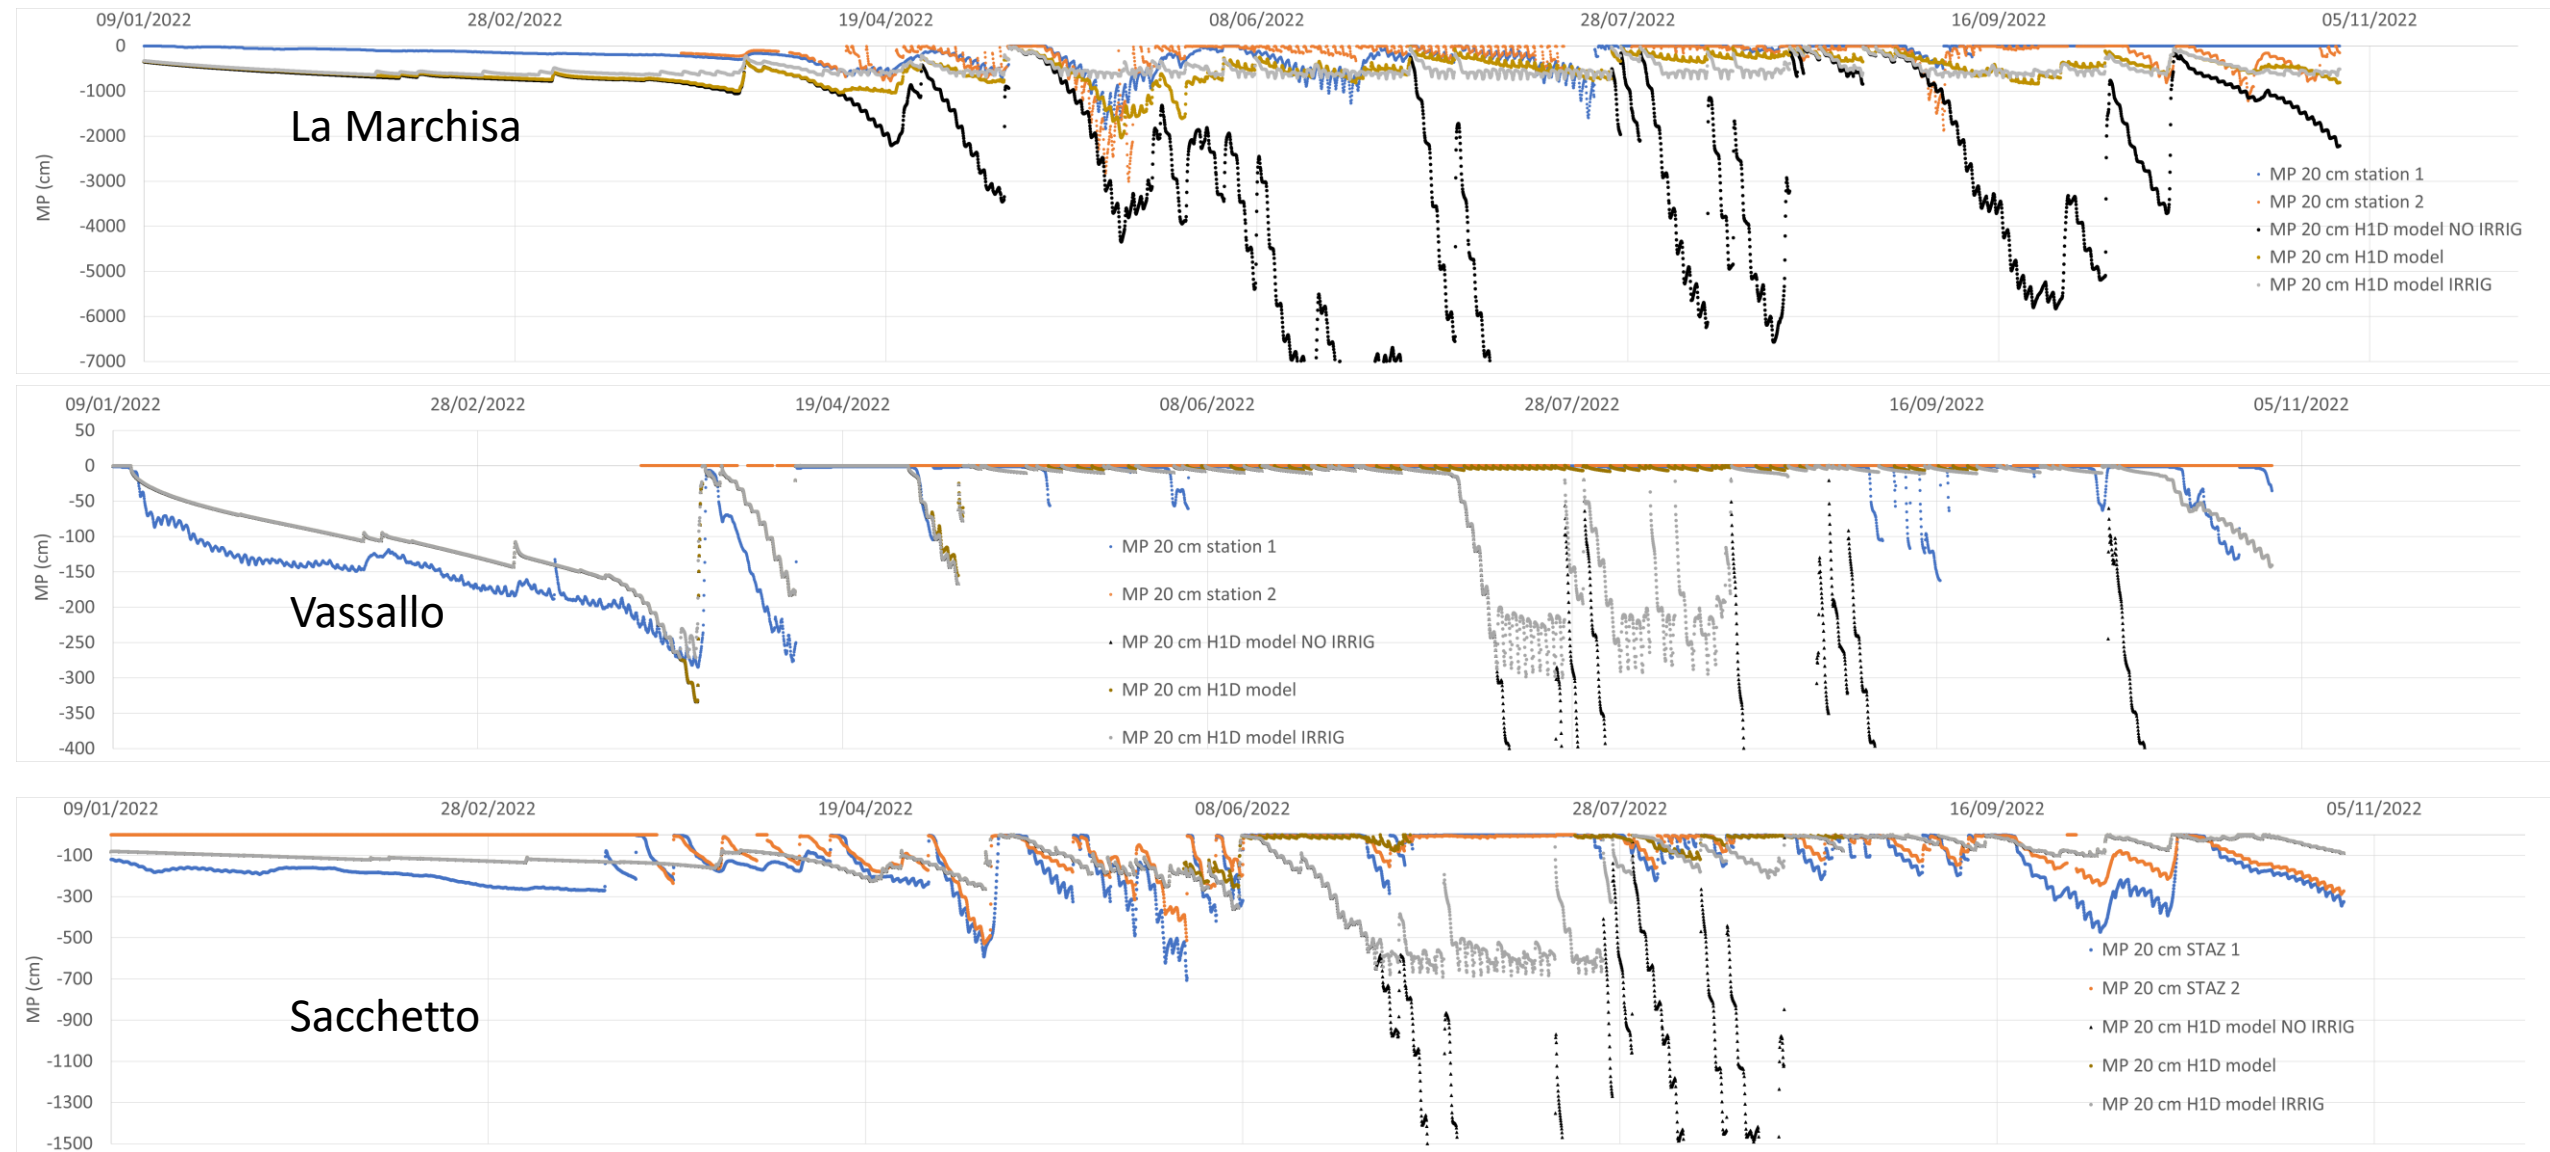 09/01/2022 28/02/2022 19/04/2022 08/06/2022 28/07/2022 16/09/2022 05/11/2022
0
-1000
-2000
-3000
-4000
-5000
-6000
-7000
MP (cm)
La Marchisa
MP 20 cm station 1
MP 20 cm station 2
MP 20 cm H1D model NO IRRIG
MP 20 cm H1D model
MP 20 cm H1D model IRRIG
09/01/2022 28/02/2022 19/04/2022 08/06/2022 28/07/2022 16/09/2022 05/11/2022
50
0
-50
-100
-150
-200
-250
-300
-350
-400
MP (cm)
Vassallo
MP 20 cm station 1
MP 20 cm station 2
MP 20 cm H1D model NO IRRIG
MP 20 cm H1D model
MP 20 cm H1D model IRRIG
09/01/2022 28/02/2022 19/04/2022 08/06/2022 28/07/2022 16/09/2022 05/11/2022
-100
-300
-500
-700
-900
-1100
-1300
-1500
MP (cm)
Sacchetto
MP 20 cm STAZ 1
MP 20 cm STAZ 2
MP 20 cm H1D model NO IRRIG
MP 20 cm H1D model
MP 20 cm H1D model IRRIG